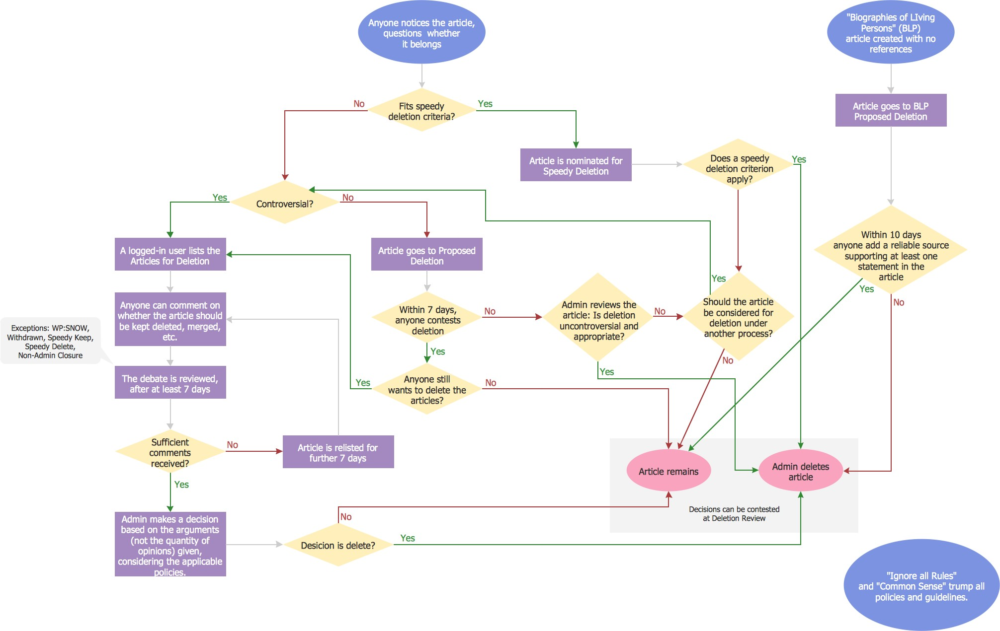 Anyone notices the article,
questions whether
it belongs
"Biographies of LIving
Persons" (BLP)
article created with no
references
No
Fits speedy
deletion criteria?
Yes
Article goes to BLP
Proposed Deletion
Article is nominated for
Speedy Deletion
Does a speedy
deletion criterion
apply?
Yes
Yes
Controversial?
No
A logged-in user lists the
Articles for Deletion
Article goes to Proposed
Deletion
Within 10 days
anyone add a reliable source
supporting at least one
statement in the
article
Yes
No
Anyone can comment on
whether the article should
be kept deleted, merged,
etc.
Within 7 days,
anyone contests
deletion
No
Yes
Admin reviews the
article: Is deletion
uncontroversial and
appropriate?
No
Yes
Yes
Should the article
be considered for
deletion under
another process?
No
Exceptions: WP:SNOW,
Withdrawn, Speedy Keep,
Speedy Delete,
Non-Admin Closure
The debate is reviewed,
after at least 7 days
Yes
Anyone still
wants to delete the
articles?
No
Sufficient
comments
received?
No
Yes
Article is relisted for
further 7 days
Article remains
Admin deletes
article
Decisions can be contested
at Deletion Review
Admin makes a decision
based on the arguments
(not the quantity of
opinions) given,
considering the applicable
policies.
No
Desicion is delete?
Yes
"Ignore all Rules"
and "Common Sense" trump all
policies and guidelines.